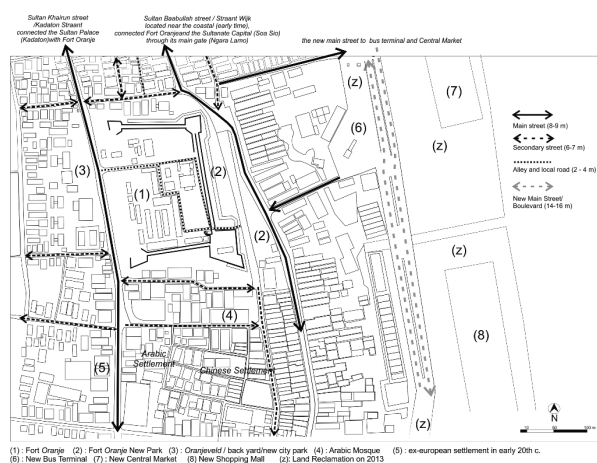 Sultan Khairun street
/Kadaton Straant
connected the Sultan Palace
(Kadaton)with Fort Oranje
Sultan Baabullah street / Straant Wijk
located near the coastal (early time),
connected Fort Oranjeand the Sultanate Capital (Soa Sio)
through its main gate (Ngara Lamo)
the new main street to bus terminal and Central Market
(z)
(7)
(6)
(z)
(3)
(2)
(1)
(2)
(z)
(4)
(8)
(5)
Arabic
Settlement
Chinese Settlement
(z)
Main street (8-9 m)
Secondary street (6-7 m)
Alley and local road (2 - 4 m)
New Main Street/
Boulevard (14-16 m)
N
10 50 100 m
(1) : Fort Oranje (2) : Fort Oranje New Park (3) : Oranjeveld / back yard/new city park (4) : Arabic Mosque (5) : ex-european settlement in early 20th c.
(6) : New Bus Terminal (7) : New Central Market (8) New Shopping Mall (z): Land Reclamation on 2013